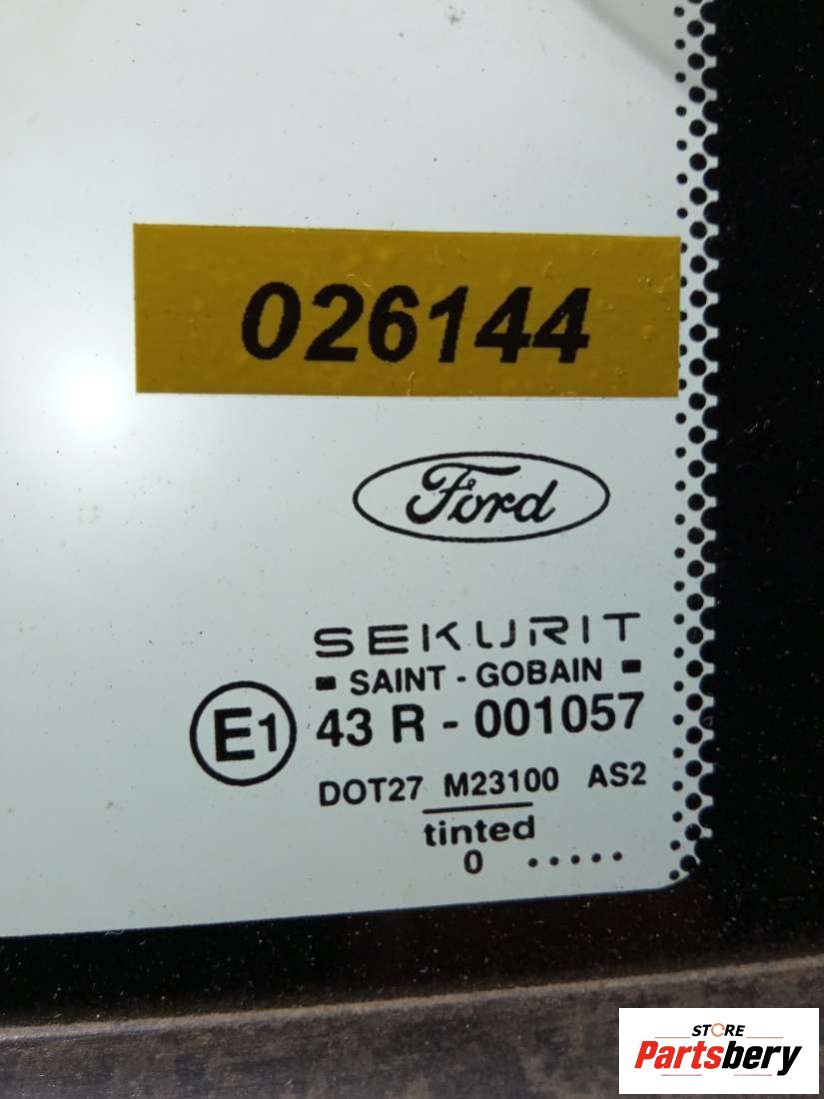 026144
Ford
SEKURIT
SAINT - GOBAIN
E1 43 R - 001057
DOT27 M23100 AS2
tinted
0 .....
STORE
Partsbery